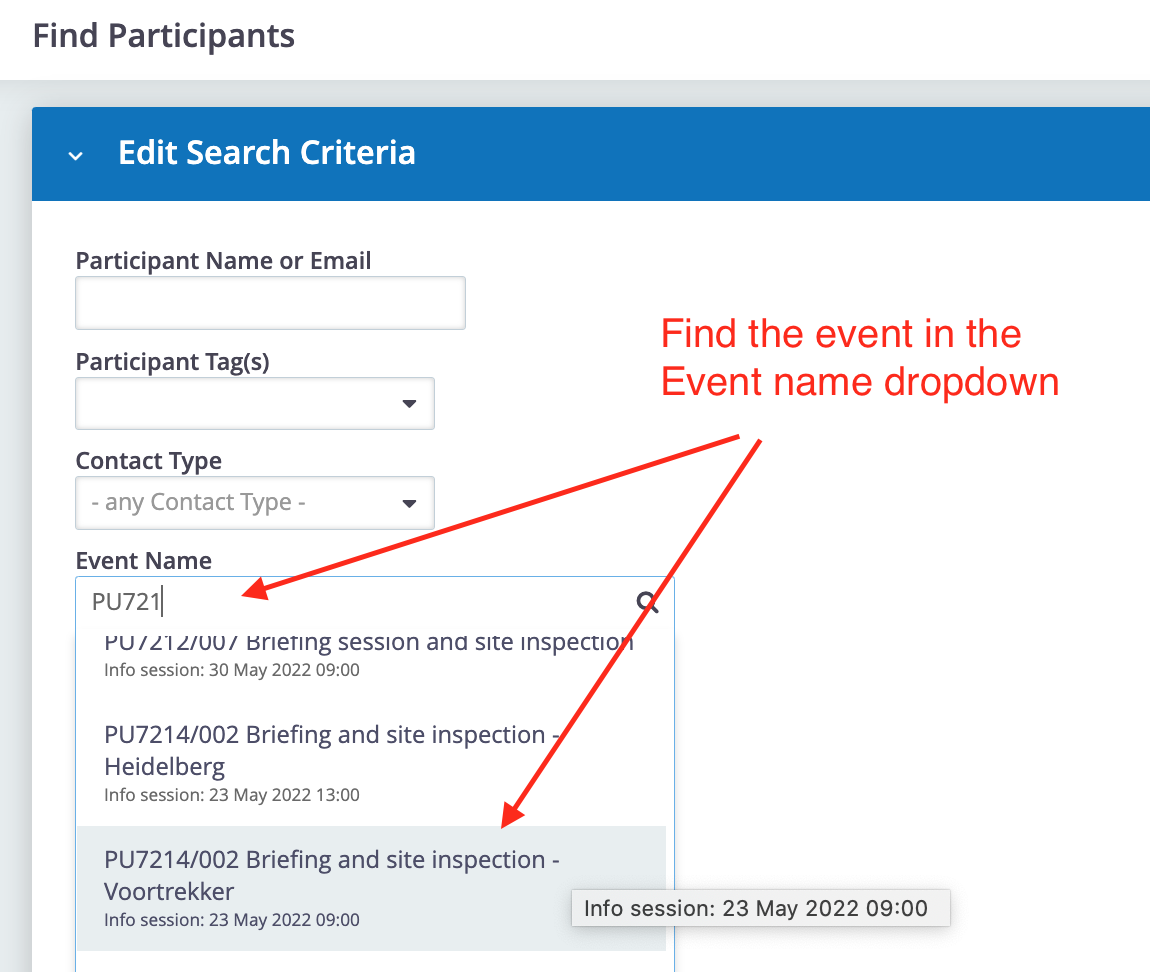 Find Participants
Edit Search Criteria
Participant Name or Email
Participant Tag(s)
Contact Type
- any Contact Type -
Event Name
PU721
PU7212/007 Briefing session and site inspection
Info session: 30 May 2022 09:00
PU7214/002 Briefing and site inspection -
Heidelberg
Info session: 23 May 2022 13:00
PU7214/002 Briefing and site inspection -
Voortrekker
Info session: 23 May 2022 09:00
Info session: 23 May 2022 09:00
Find the event in the
Event name dropdown